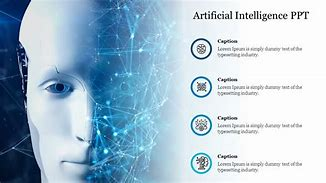 Artificial Intelligence PPT
Caption
Lorem Ipsum is simply dummy text of the
typesetting industry.
Caption
Lorem Ipsum is simply dummy text of the
typesetting industry.
Caption
Lorem Ipsum is simply dummy text of the
typesetting industry.
Caption
Lorem Ipsum is simply dummy text of the
typesetting industry.